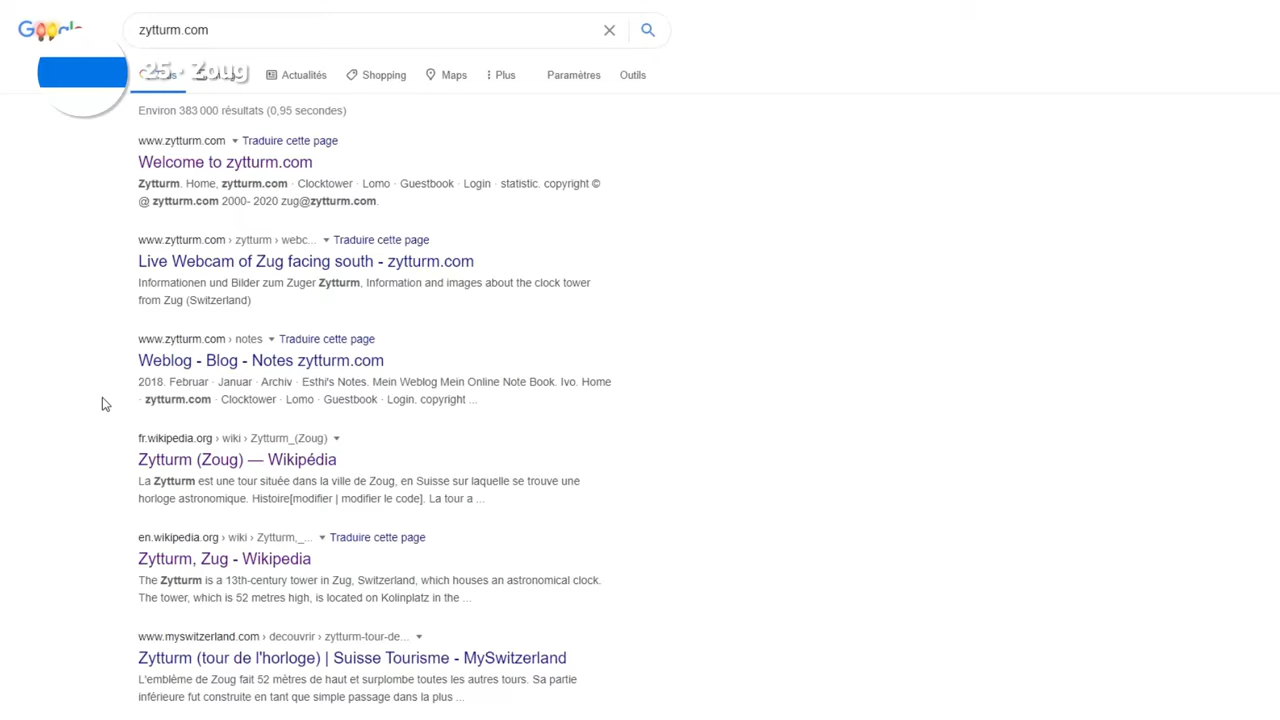 Google
zytturm.com
25 · Zoug
Actualités
Shopping
Maps
Plus
Paramètres
Outils
Environ 383 000 résultats (0,95 secondes)
www.zytturm.com Traduire cette page
Welcome to zytturm.com
Zytturm. Home, zytturm.com · Clocktower · Lomo · Guestbook · Login · statistic. copyright ©
@ zytturm.com 2000- 2020 zug@zytturm.com.
www.zytturm.com › zytturm › webc... Traduire cette page
Live Webcam of Zug facing south - zytturm.com
Informationen und Bilder zum Zuger Zytturm, Information and images about the clock tower
from Zug (Switzerland)
www.zytturm.com › notes Traduire cette page
Weblog - Blog - Notes zytturm.com
2018. Februar · Januar · Archiv · Esthi's Notes. Mein Weblog Mein Online Note Book. Ivo. Home
· zytturm.com · Clocktower · Lomo · Guestbook · Login. copyright ...
fr.wikipedia.org › wiki › Zytturm_(Zoug)
Zytturm (Zoug) — Wikipédia
La Zytturm est une tour située dans la ville de Zoug, en Suisse sur laquelle se trouve une
horloge astronomique. Histoire[modifier | modifier le code]. La tour a ...
en.wikipedia.org › wiki › Zytturm,_... Traduire cette page
Zytturm, Zug - Wikipedia
The Zytturm is a 13th-century tower in Zug, Switzerland, which houses an astronomical clock.
The tower, which is 52 metres high, is located on Kolinplatz in the ...
www.myswitzerland.com › decouvrir › zytturm-tour-de...
Zytturm (tour de l'horloge) | Suisse Tourisme - MySwitzerland
L'emblème de Zoug fait 52 mètres de haut et surplombe toutes les autres tours. Sa partie
inférieure fut construite en tant que simple passage dans la plus ...